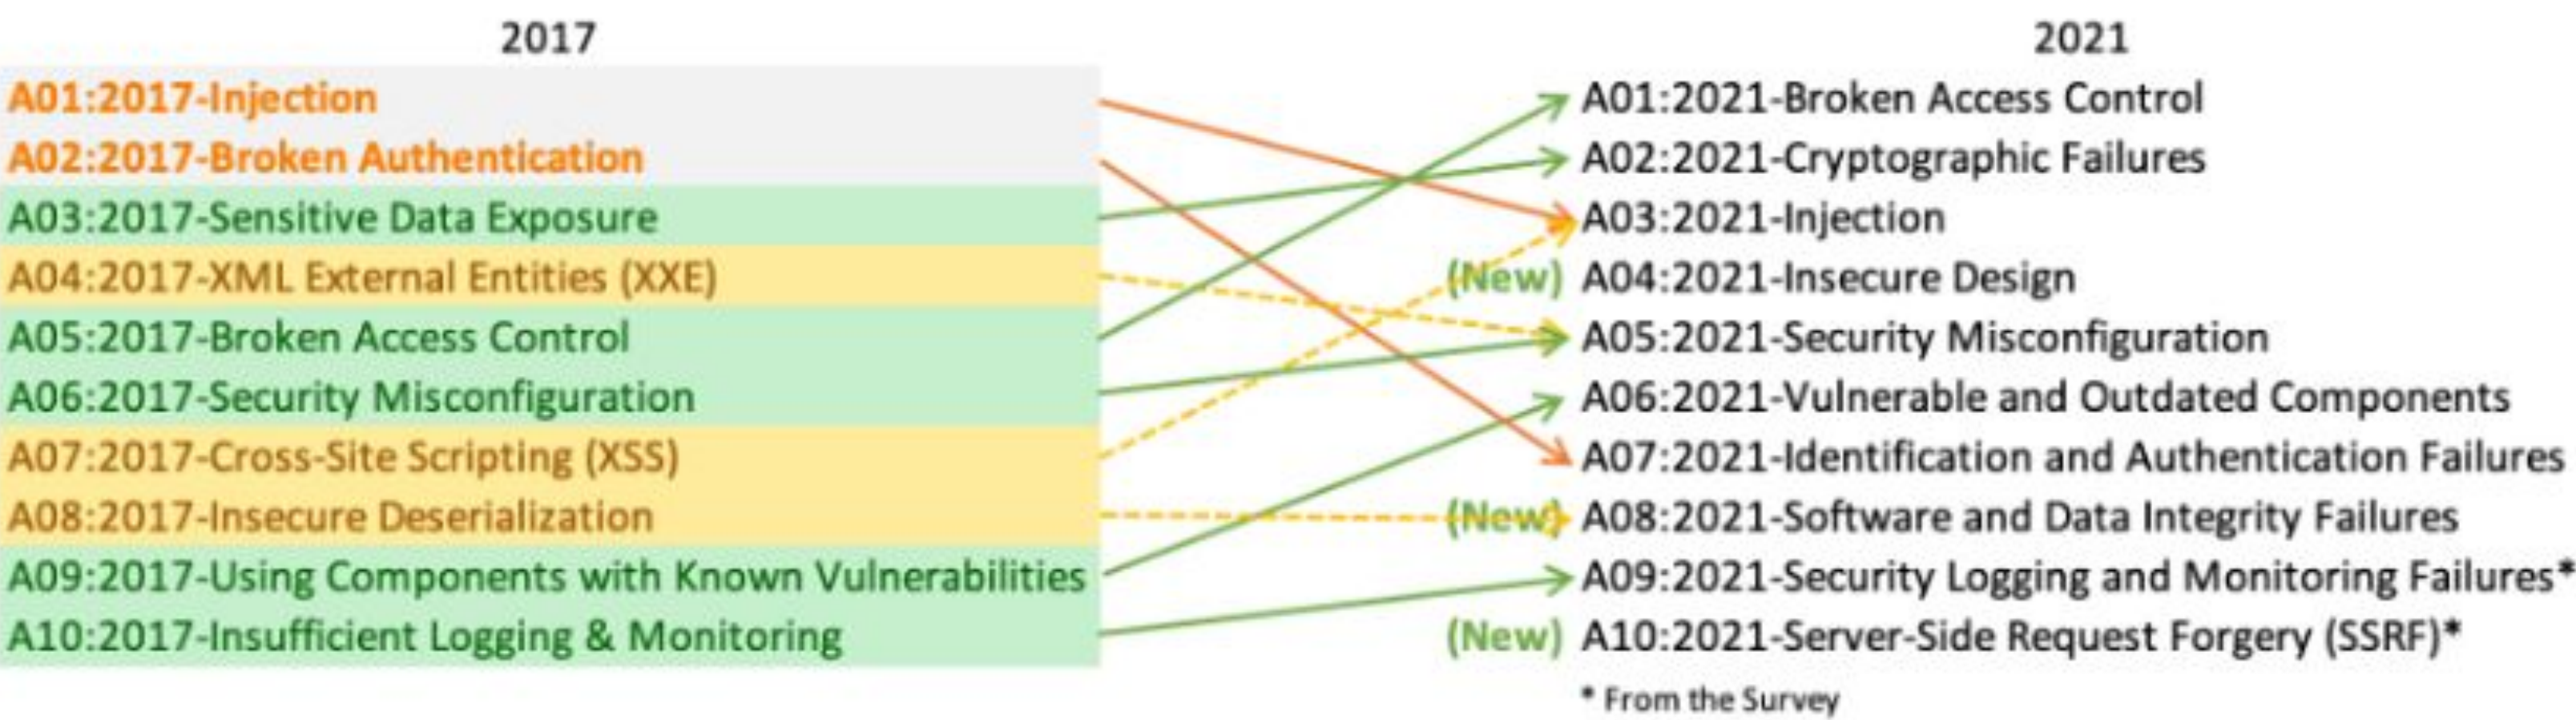 2017
A01:2017-Injection
A02:2017-Broken Authentication
A03:2017-Sensitive Data Exposure
A04:2017-XML External Entities (XXE)
A05:2017-Broken Access Control
A06:2017-Security Misconfiguration
A07:2017-Cross-Site Scripting (XSS)
A08:2017-Insecure Deserialization
A09:2017-Using Components with Known Vulnerabilities
A10:2017-Insufficient Logging & Monitoring
2021
A01:2021-Broken Access Control
A02:2021-Cryptographic Failures
A03:2021-Injection
(New) A04:2021-Insecure Design
A05:2021-Security Misconfiguration
A06:2021-Vulnerable and Outdated Components
A07:2021-Identification and Authentication Failures
(New) A08:2021-Software and Data Integrity Failures
A09:2021-Security Logging and Monitoring Failures*
(New) A10:2021-Server-Side Request Forgery (SSRF)*
* From the Survey